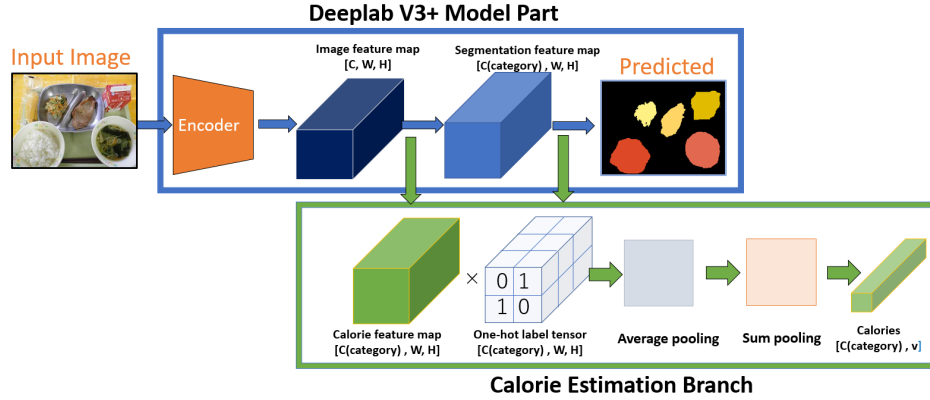 Deeplab V3+ Model Part
Input Image
Image feature map
[C, W, H]
Segmentation feature map
[C(category) , W, H]
Predicted
Encoder
0 1
1 0
×
Calorie feature map
[C(category) , W, H]
One-hot label tensor
[C(category) , W, H]
Average pooling
Sum pooling
Calories
[C(category) , v]
Calorie Estimation Branch